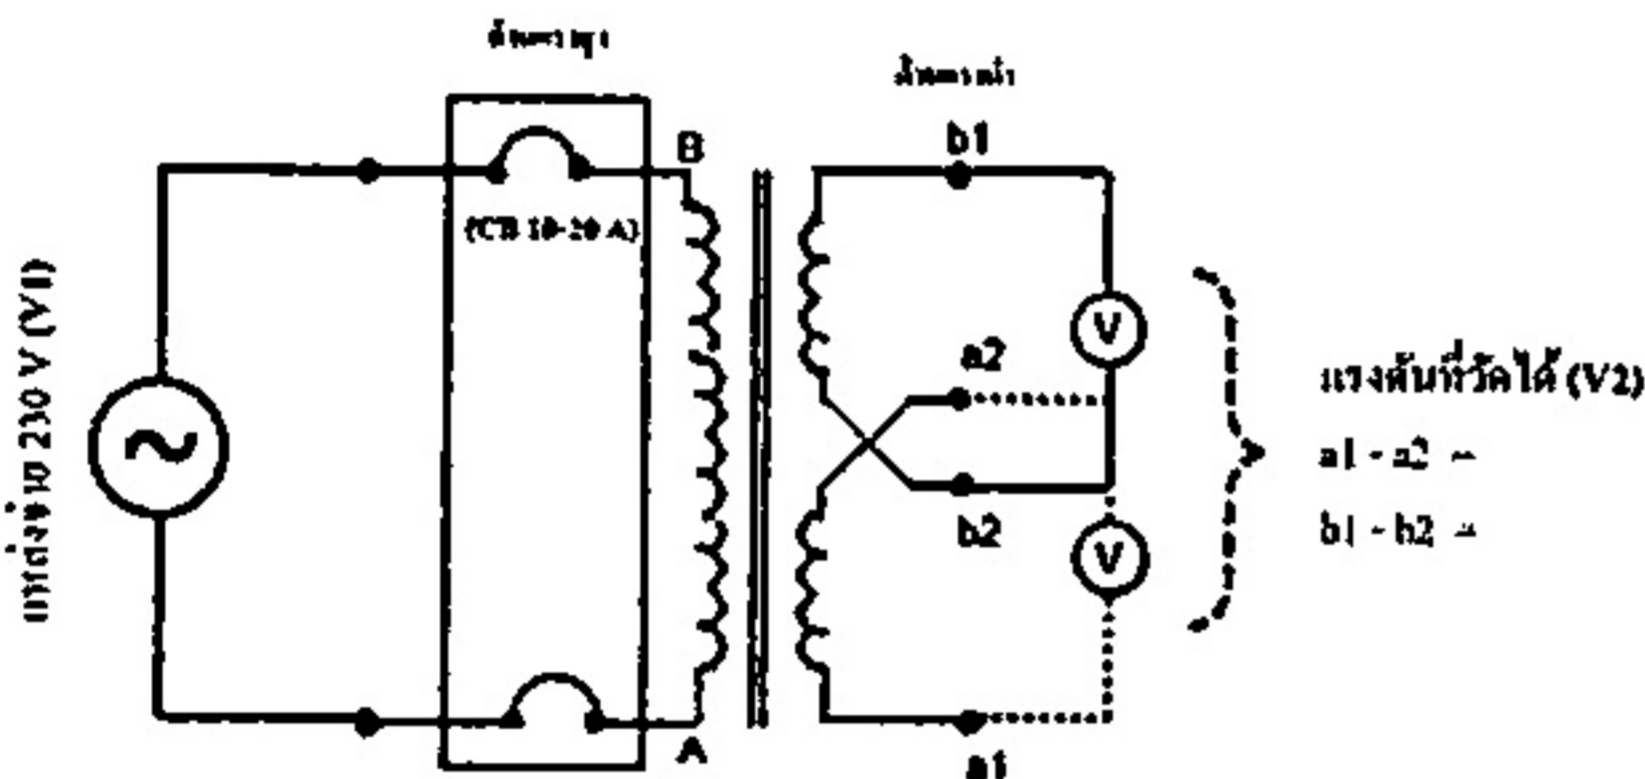 ด้านแรงสูง
ด้านแรงต่ำ
B
b1
(CB 10-20 A)
แหล่งจ่าย 230 V (V1)
V
a2
แรงดันที่วัดได้ (V2)
a1 - a2 =
b1 - b2 =
b2
V
A
a1